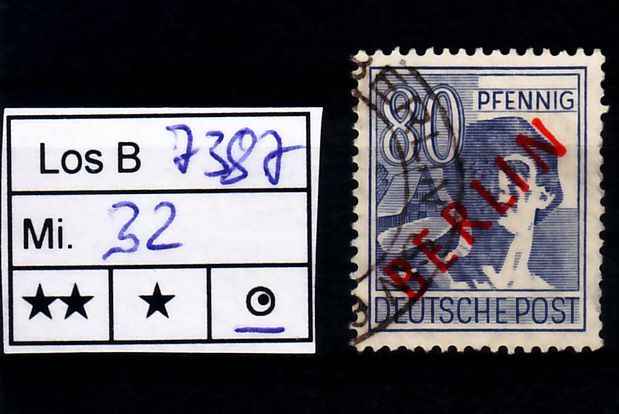 Los B 7387
Mi. 32
★★ ★
80
PFENNIG
BERLIN
DEUTSCHE POST